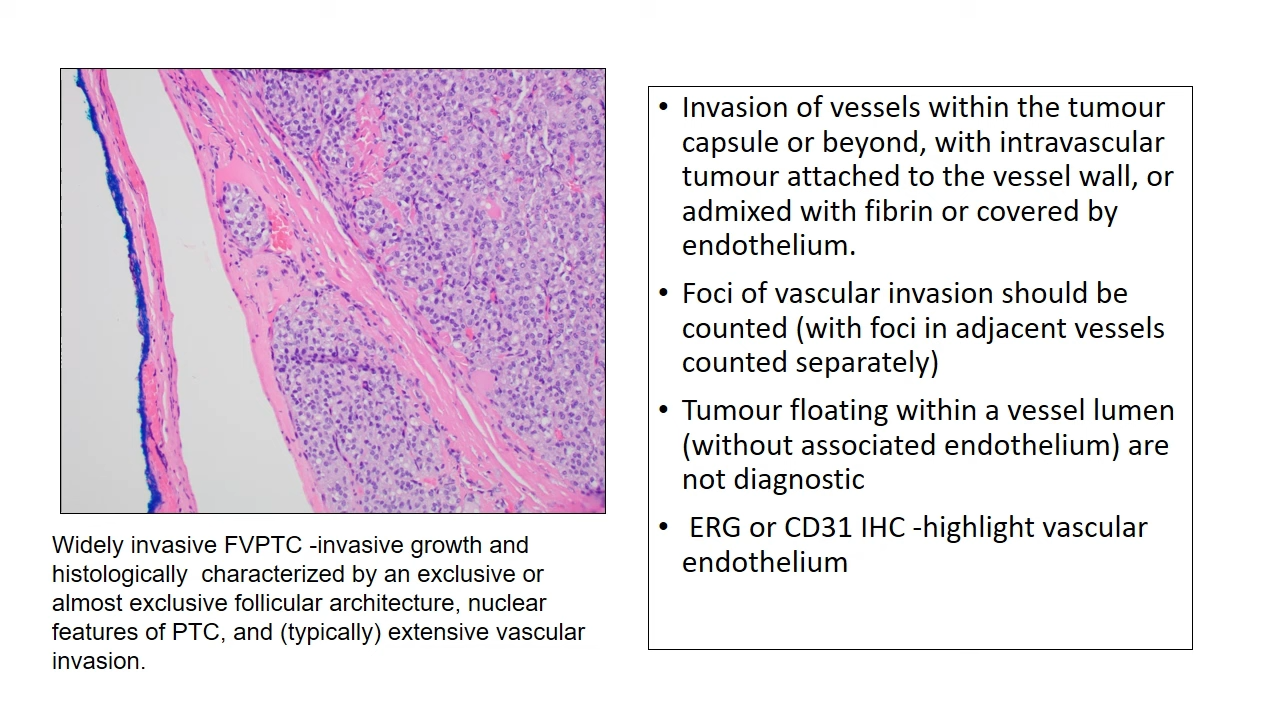 Widely invasive FVPTC -invasive growth and
histologically  characterized by an exclusive or
almost exclusive follicular architecture, nuclear
features of PTC, and (typically) extensive vascular
invasion.
• Invasion of vessels within the tumour
capsule or beyond, with intravascular
tumour attached to the vessel wall, or
admixed with fibrin or covered by
endothelium.
• Foci of vascular invasion should be
counted (with foci in adjacent vessels
counted separately)
• Tumour floating within a vessel lumen
(without associated endothelium) are
not diagnostic
•  ERG or CD31 IHC -highlight vascular
endothelium